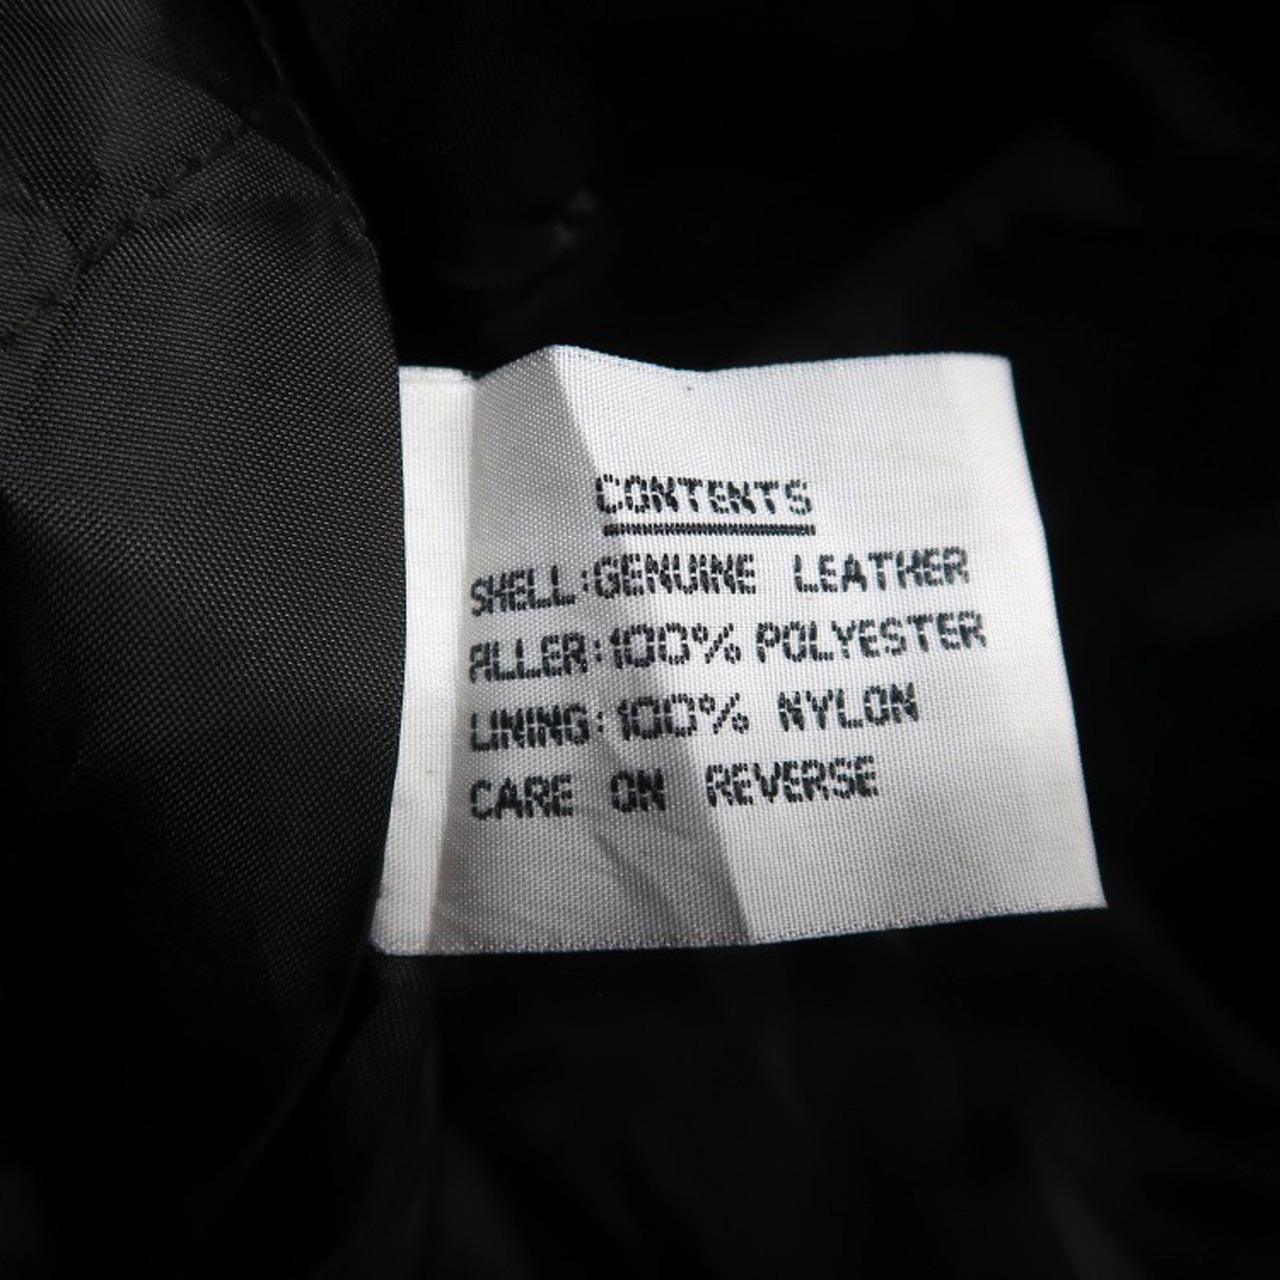 CONTENTS
SHELL:GENUINE LEATHER
FILLER:100% POLYESTER
LINING:100% NYLON
CARE ON REVERSE